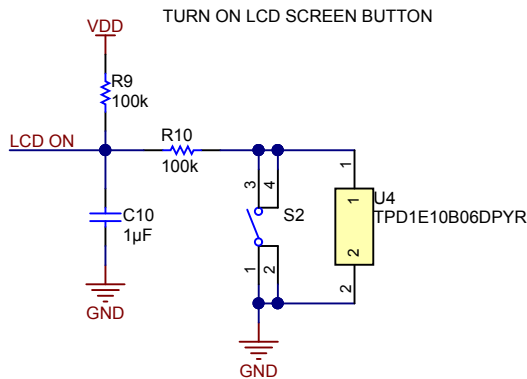 TURN ON LCD SCREEN BUTTON
VDD
R9
100k
LCD ON
R10
100k
C10
1µF
GND
3
4
S2
1
2
GND
1
1
U4
TPD1E10B06DPYR
2
2